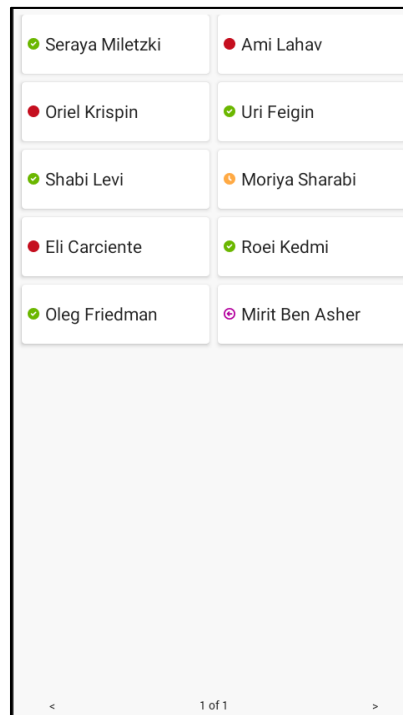 Seraya Miletzki
Ami Lahav
Oriel Krispin
Uri Feigin
Shabi Levi
Moriya Sharabi
Eli Carciente
Roei Kedmi
Oleg Friedman
Mirit Ben Asher
< 1 of 1 >